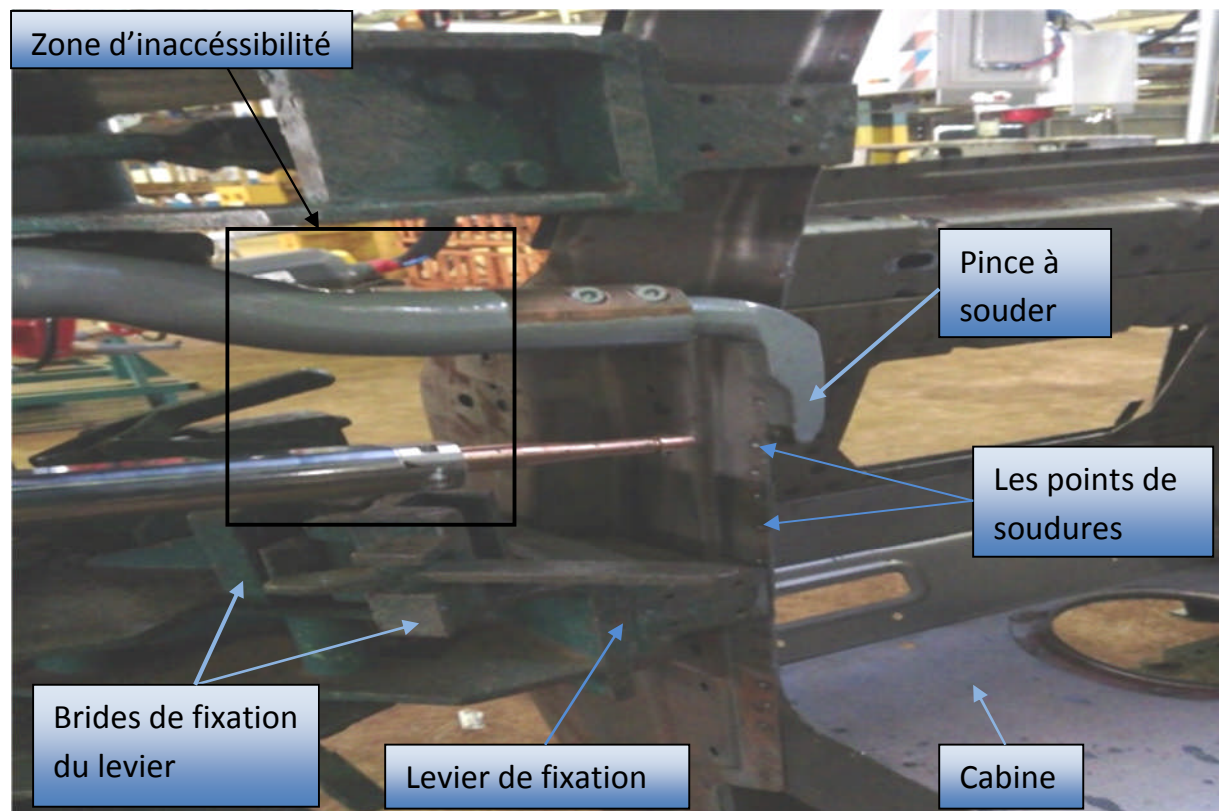 Zone d'inaccéssibilité
Pince à
souder
Les points de
soudures
Brides de fixation
du levier
Levier de fixation
Cabine